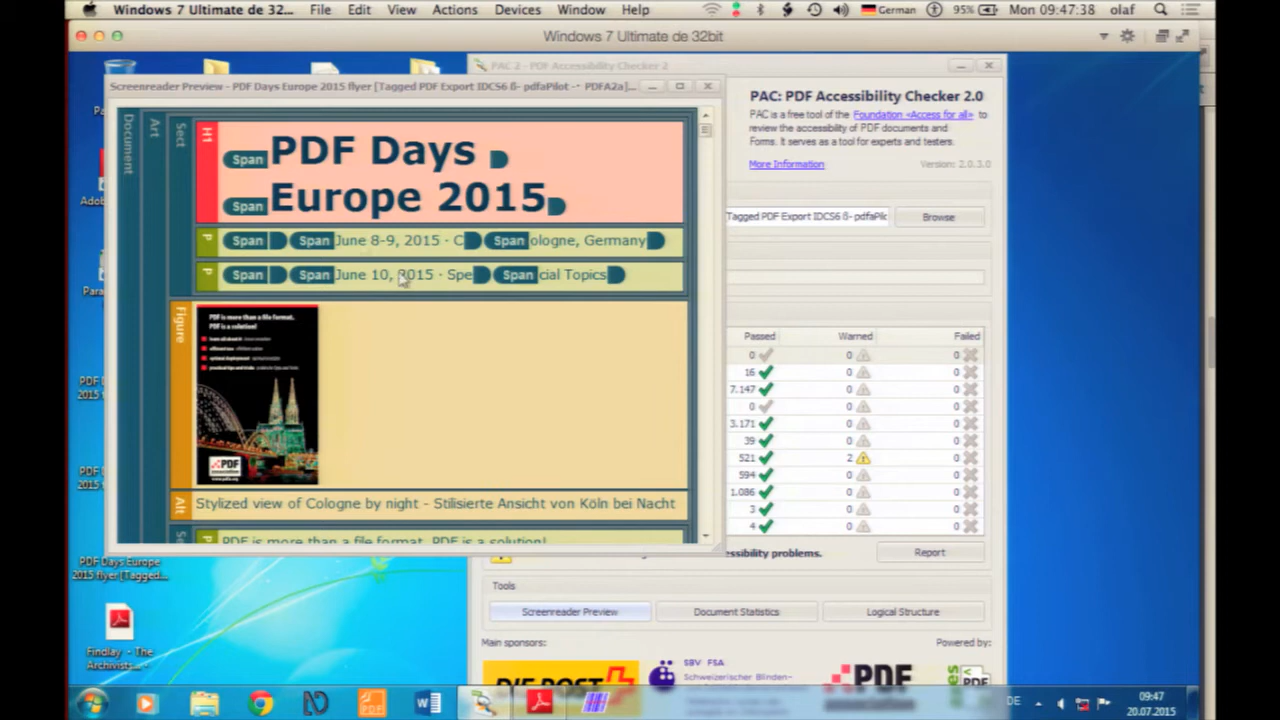 Windows 7 Ultimate de 32... File Edit View Actions Devices Window Help German 95% Mon 09:47:38 olaf
Windows 7 Ultimate de 32bit
PAC 2 - PDF Accessibility Checker 2
Screenreader Preview - PDF Days Europe 2015 flyer [Tagged PDF Export IDCS6 ß- pdfaPilot -· PDFA2a]...
Document
Art
Sect
H1
Span PDF Days
Span Europe 2015
P Span Span June 8-9, 2015 · C Span ologne, Germany
P Span Span June 10, 2015 · Spe Span cial Topics
Figure
PDF is more than a file format.
PDF is a solution!
PDF
association
Alt Stylized view of Cologne by night - Stilisierte Ansicht von Köln bei Nacht
P PDF is more than a file format. PDF is a solution!
PAC: PDF Accessibility Checker 2.0
PAC is a free tool of the Foundation «Access for all» to
review the accessibility of PDF documents and
Forms. It serves as a tool for experts and testers.
More Information Version: 2.0.3.0
Tagged PDF Export IDCS6 ß- pdfaPilo Browse
Passed Warned Failed
0 0 0
16 0 0
7.147 0 0
0 0 0
3.171 0 0
39 0 0
521 2 0
594 0 0
1.086 0 0
3 0 0
4 0 0
ssibility problems. Report
Tools
Screenreader Preview Document Statistics Logical Structure
Main sponsors: Powered by:
DIE POST
SBV FSA
Schweizerischer Blinden-
PDF
association
PDF Days Europe
2015 flyer [Tagged...
Findlay - The
Archivists...
DE 09:47
20.07.2015